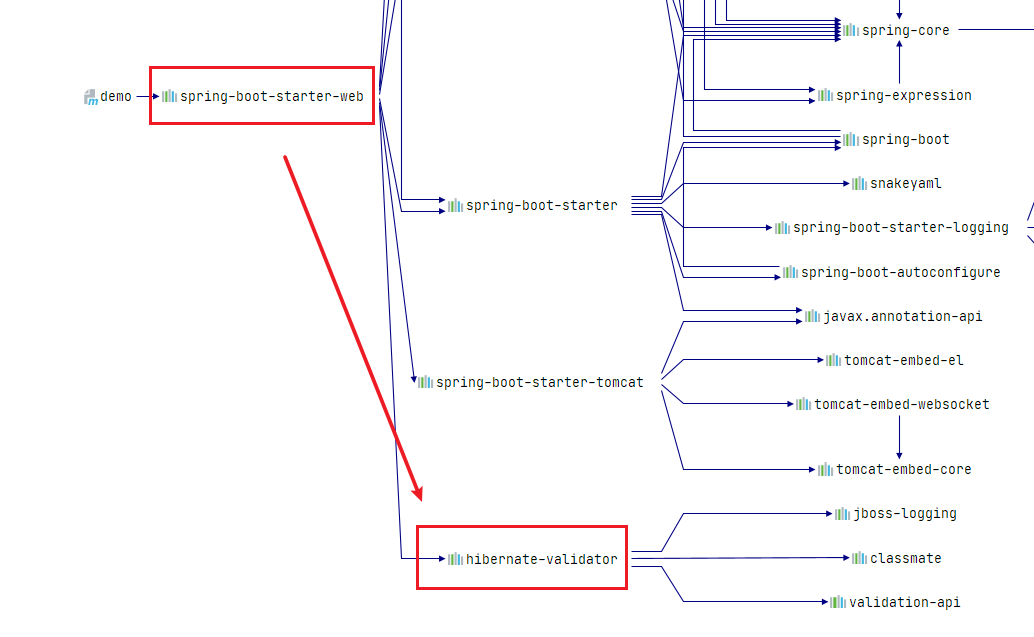 spring-core
demo
spring-boot-starter-web
spring-expression
spring-boot
snakeyaml
spring-boot-starter
spring-boot-starter-logging
spring-boot-autoconfigure
javax.annotation-api
tomcat-embed-el
spring-boot-starter-tomcat
tomcat-embed-websocket
tomcat-embed-core
jboss-logging
hibernate-validator
classmate
validation-api